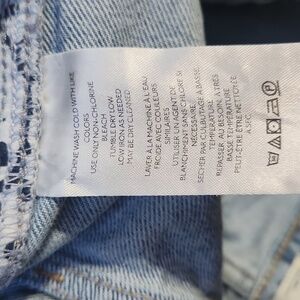 MACHINE WASH COLD WITH LIKE
COLORS
USE ONLY NON-CHLORINE
BLEACH
TUMBLE DRY LOW
LOW IRON AS NEEDED
MAY BE DRY CLEANED
LAVER À LA MACHINE À L'EAU
FROIDE AVEC COULEURS
SIMILAIRES
UTILISER UN AGENT DE
BLANCHIMENT SANS CHLORE SI
NÉCESSAIRE
SÉCHER PAR CULBUTAGE À BASSE
TEMPÉRATURE
REPASSER AU BESOIN, À TRÈS
BASSE TEMPÉRATURE
PEUT-ÊTRE ÊTRE NETTOYÉE
À SEC